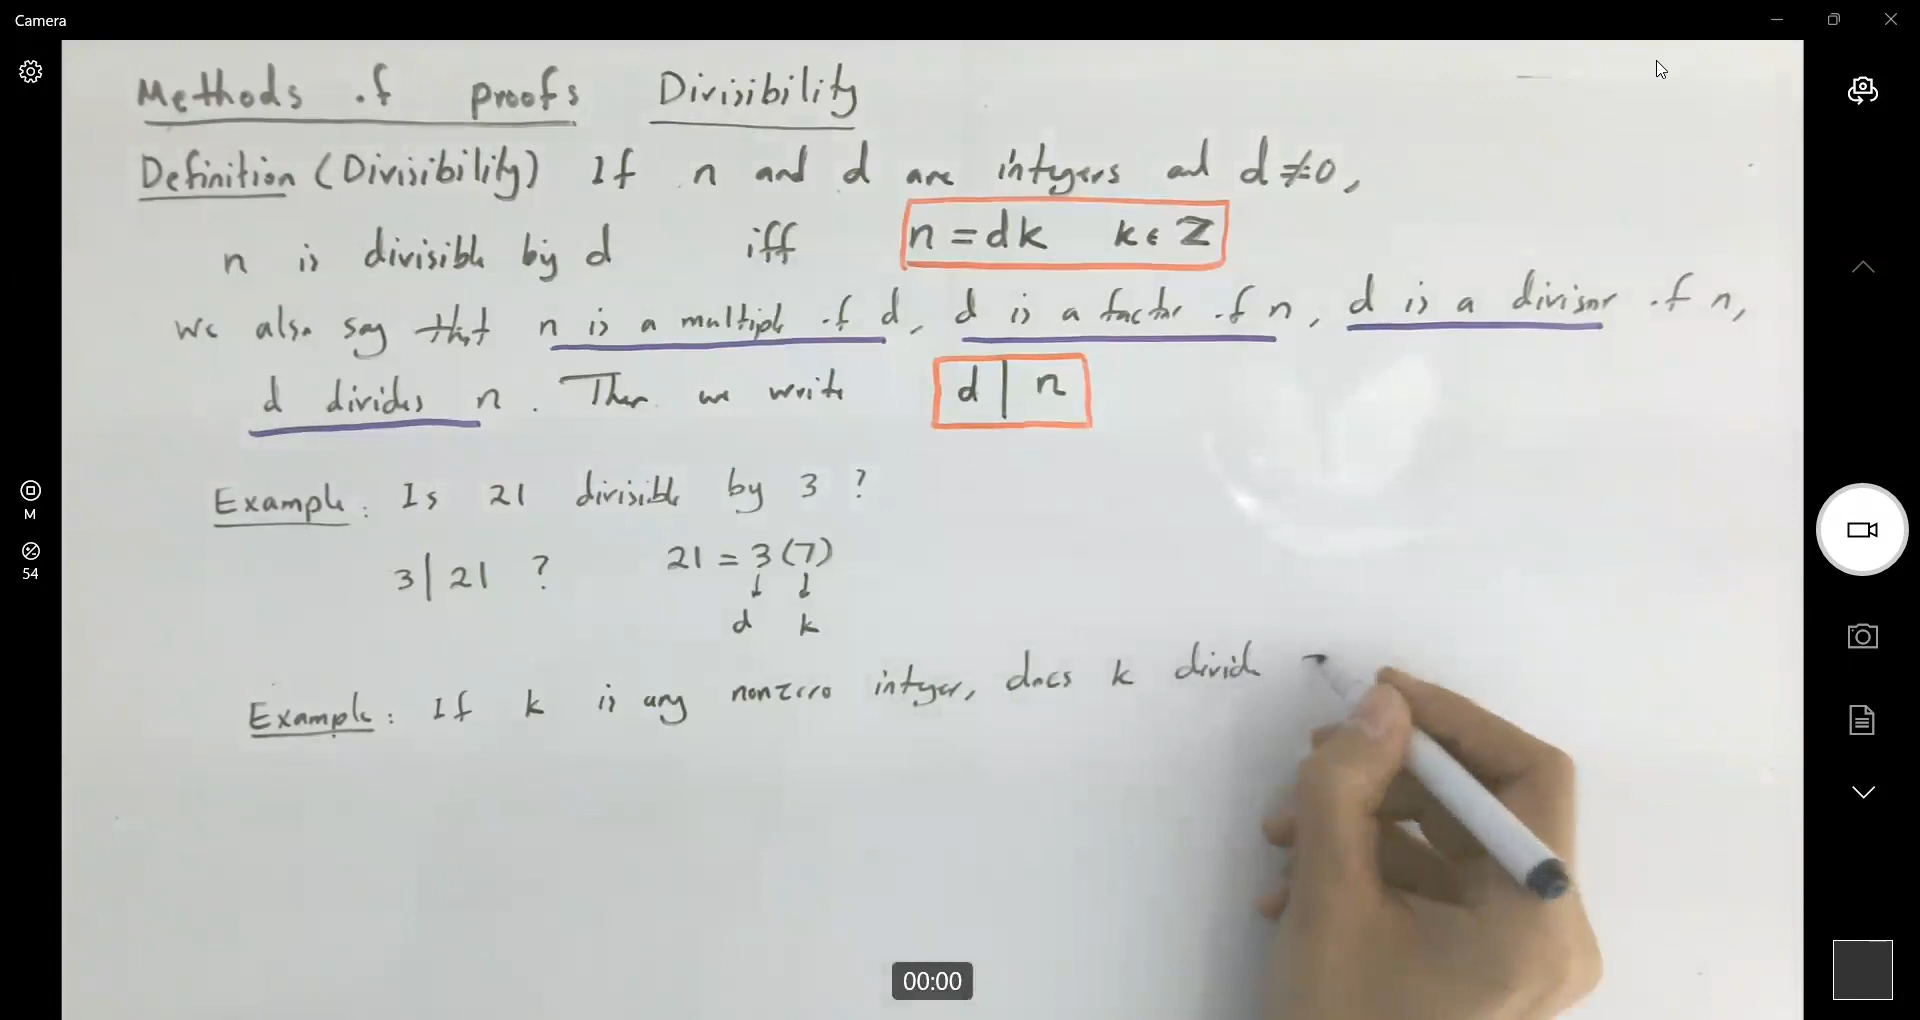 Camera
Methods of proofs Divisibility
Definition (Divisibility) If n and d are integers and d ≠ 0,
n is divisible by d iff n = dk k ∈ ℤ
we also say that n is a multiple of d, d is a factor of n, d is a divisor of n,
d divides n. Then we write d | n
Example: Is 21 divisible by 3 ?
3 | 21 ? 21 = 3 (7)
↓ ↓
d k
Example: If k is any nonzero integer, does k divide
M
54
00:00